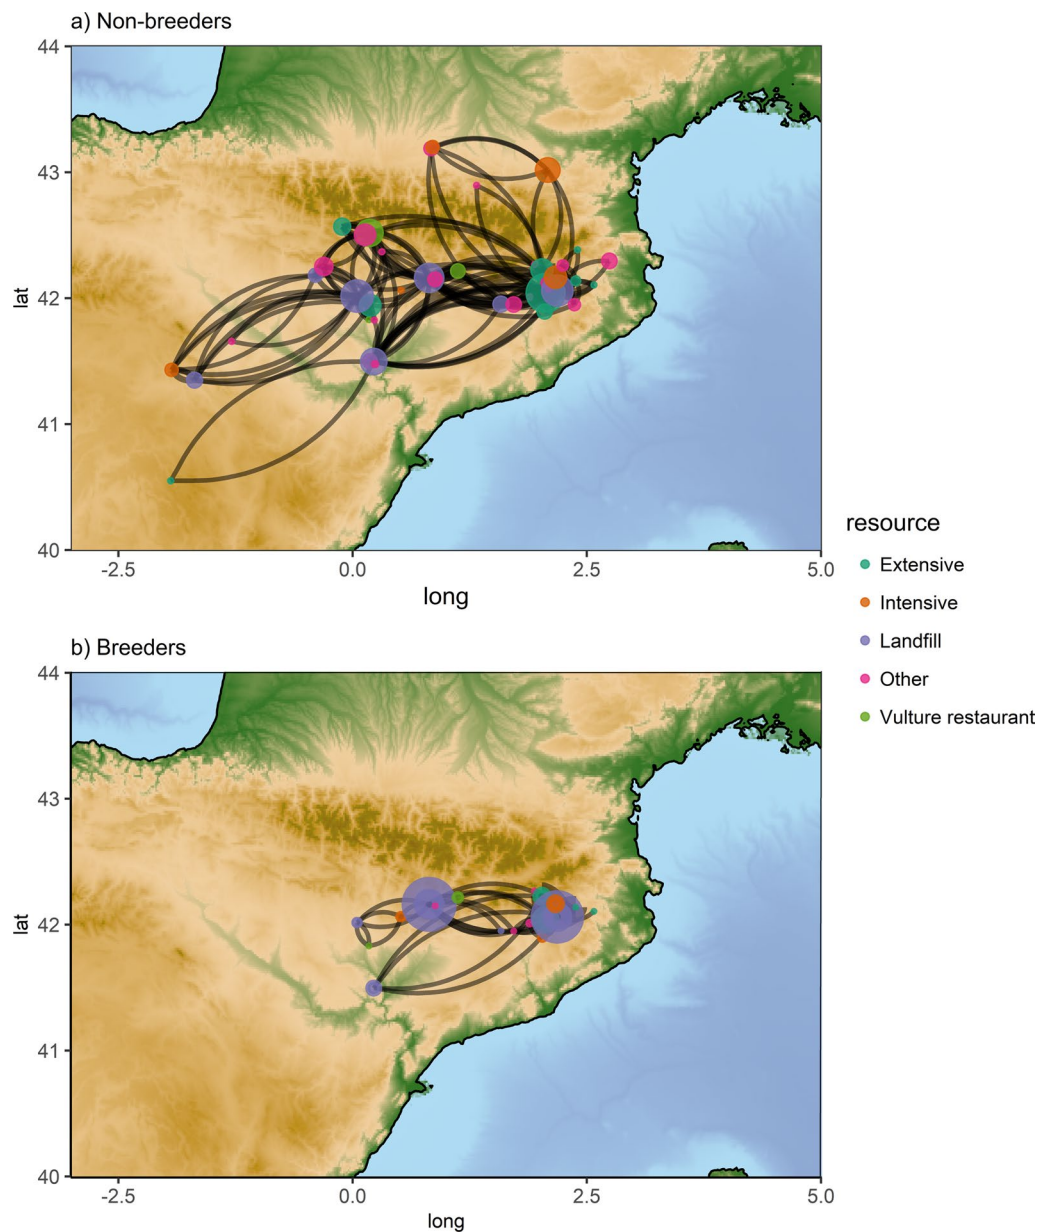 a) Non-breeders
44
43
42
41
40
lat
-2.5 0.0 2.5 5.0
long
resource
Extensive
Intensive
Landfill
Other
Vulture restaurant
b) Breeders
44
43
42
41
40
lat
-2.5 0.0 2.5 5.0
long